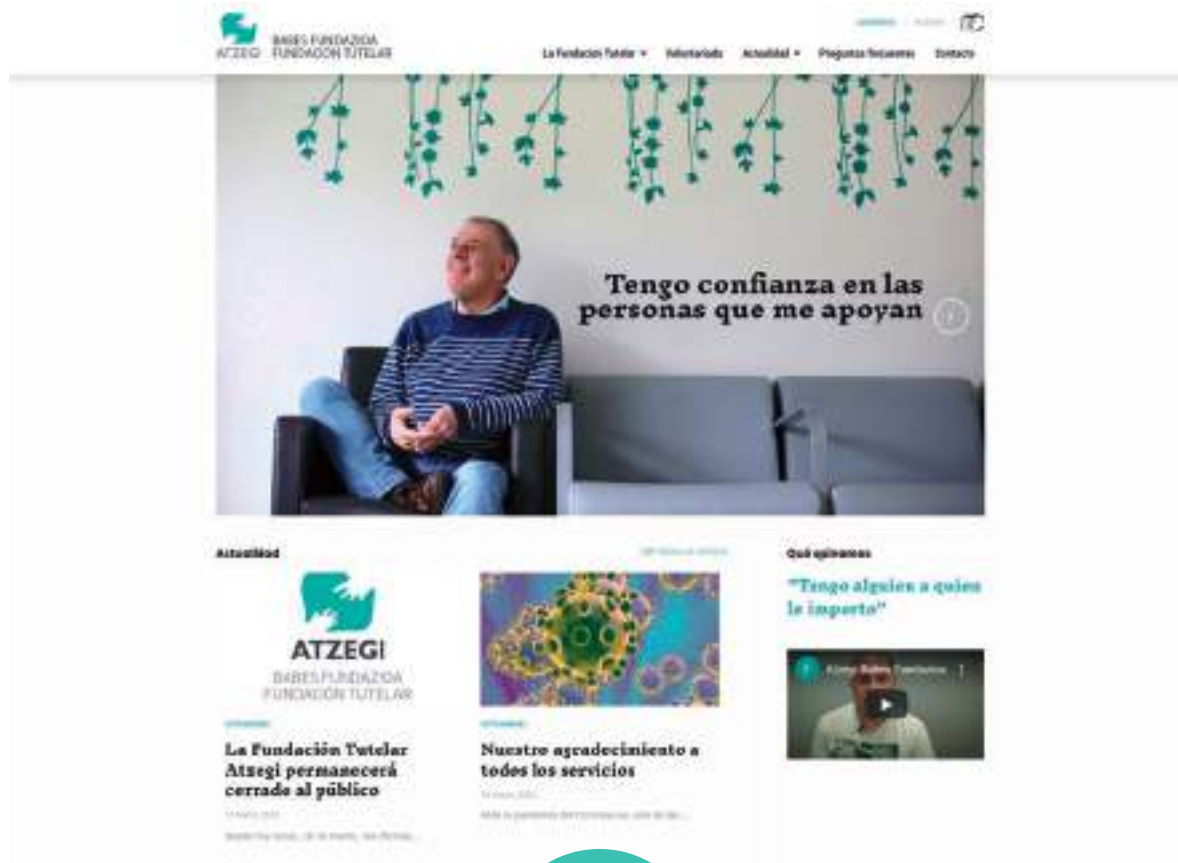 ATZEGI
BABES FUNDAZIOA
FUNDACIÓN TUTELAR
La Fundación Tutelar
Voluntariado
Actualidad
Preguntas frecuentes
Contacto
Tengo confianza en las
personas que me apoyan
Actualidad
ATZEGI
BABES FUNDAZIOA
FUNDACIÓN TUTELAR
La Fundación Tutelar
Atzegi permanecerá
cerrado al público
Nuestro agradecimiento a
todos los servicios
Qué opinamos
"Tengo alguien a quien
le importo"